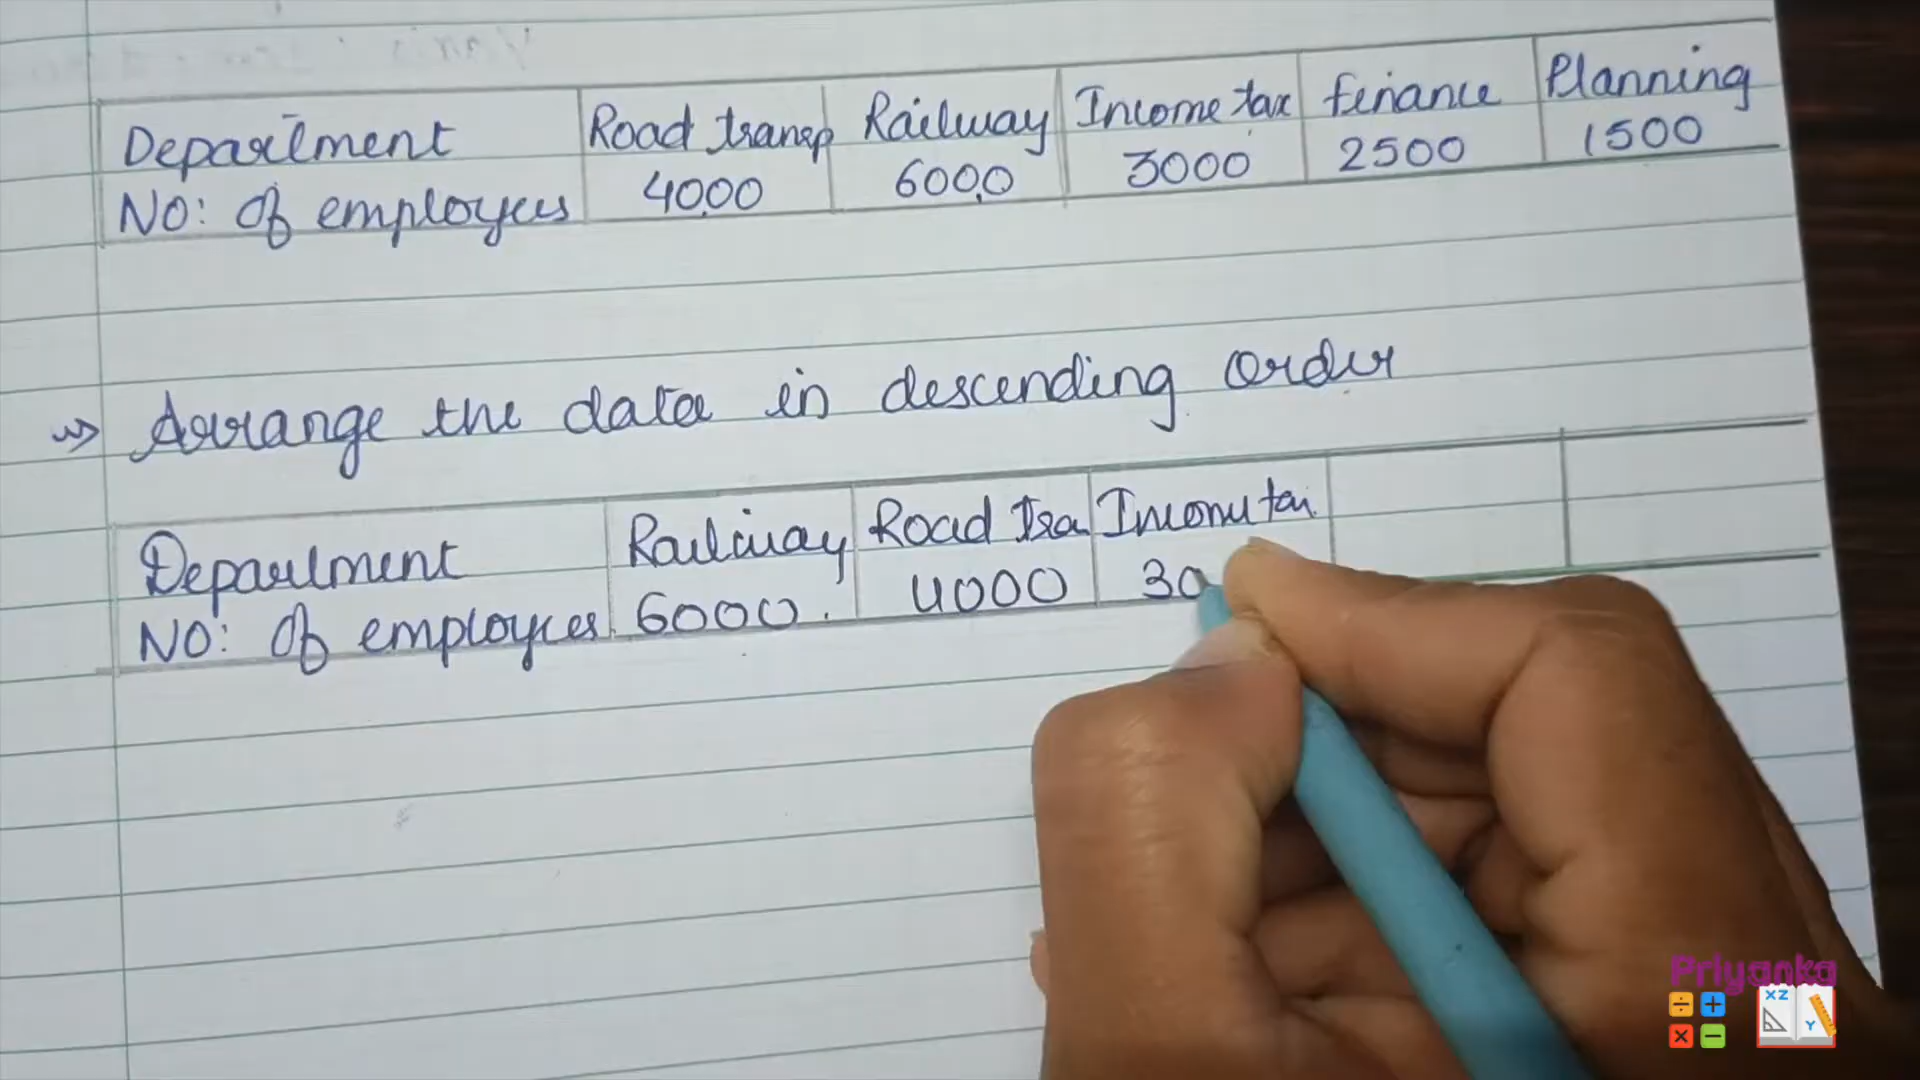 Department Road transp Railway Income tax finance Planning
NO: of employees 4000 6000 3000 2500 1500
Arrange the data in descending order
Department Railway Road Tra Income tax.
NO: of employees 6000. 4000 30
Priyanka
XZ
Y